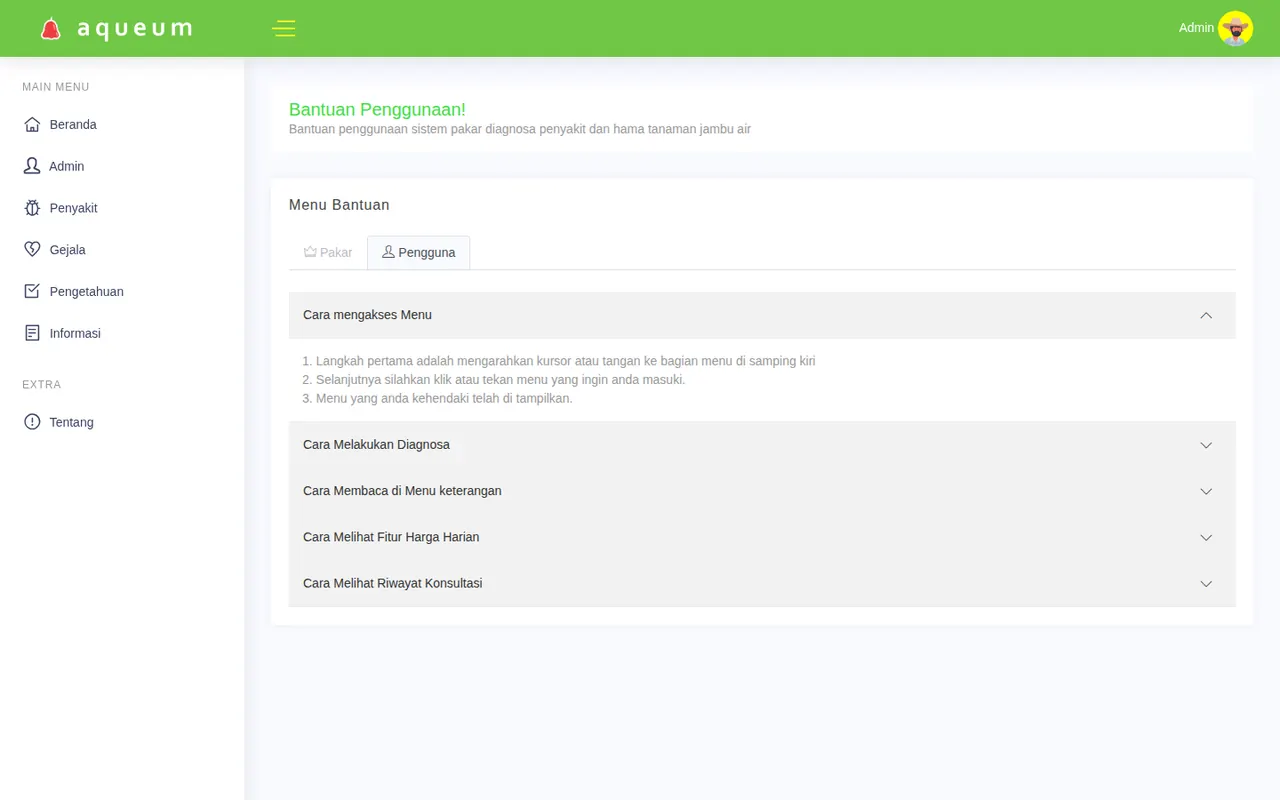 aqueum
Admin
MAIN MENU
Beranda
Admin
Penyakit
Gejala
Pengetahuan
Informasi
EXTRA
Tentang
Bantuan Penggunaan!
Bantuan penggunaan sistem pakar diagnosa penyakit dan hama tanaman jambu air
Menu Bantuan
Pakar
Pengguna
Cara mengakses Menu
1. Langkah pertama adalah mengarahkan kursor atau tangan ke bagian menu di samping kiri
2. Selanjutnya silahkan klik atau tekan menu yang ingin anda masuki.
3. Menu yang anda kehendaki telah di tampilkan.
Cara Melakukan Diagnosa
Cara Membaca di Menu keterangan
Cara Melihat Fitur Harga Harian
Cara Melihat Riwayat Konsultasi